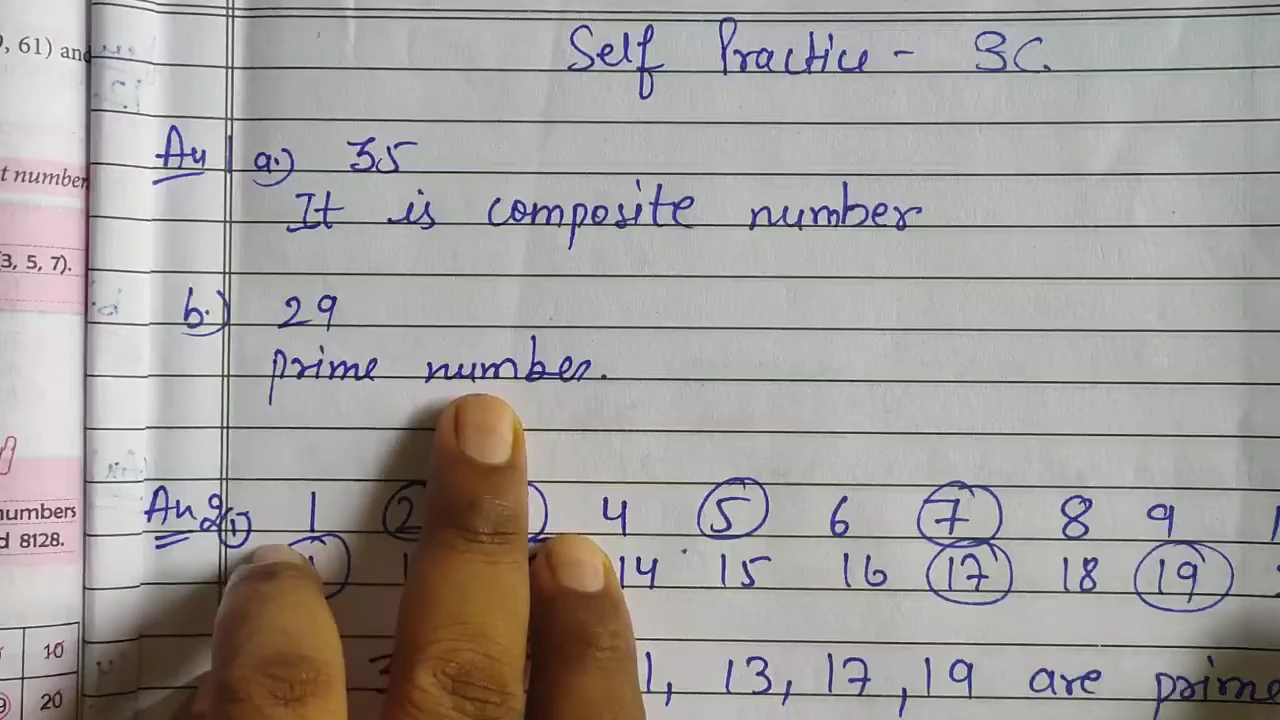 , 61) and
Self Practice - 3C.
t number
3, 5, 7).
numbers
d 8128.
10
20
Ans 1 a.) 35
It is composite number
b.) 29
prime number.
Ans 2 (i) 1 2 4 5 6 7 8 9
14 15 16 17 18 19
1, 13, 17, 19 are prime